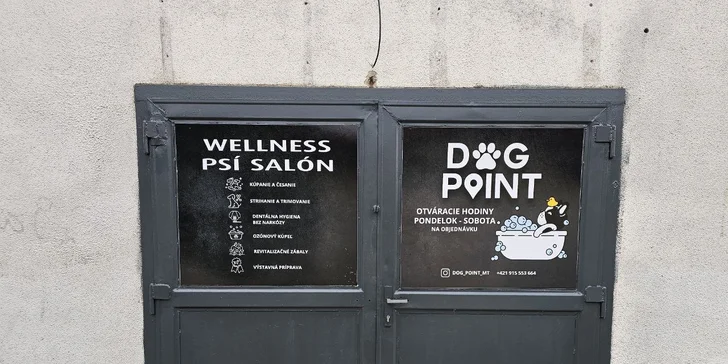 WELLNESS
PSÍ SALÓN
KÚPANIE A ČESANIE
STRIHANIE A TRIMOVANIE
DENTÁLNA HYGIENA
BEZ NARKÓZY
OZÓNOVÝ KÚPEĽ
REVITALIZAČNÉ ZÁBALY
VÝSTAVNÁ PRÍPRAVA
DOG
POINT
OTVÁRACIE HODINY
PONDELOK - SOBOTA
NA OBJEDNÁVKU
DOG_POINT_MT +421 915 553 664